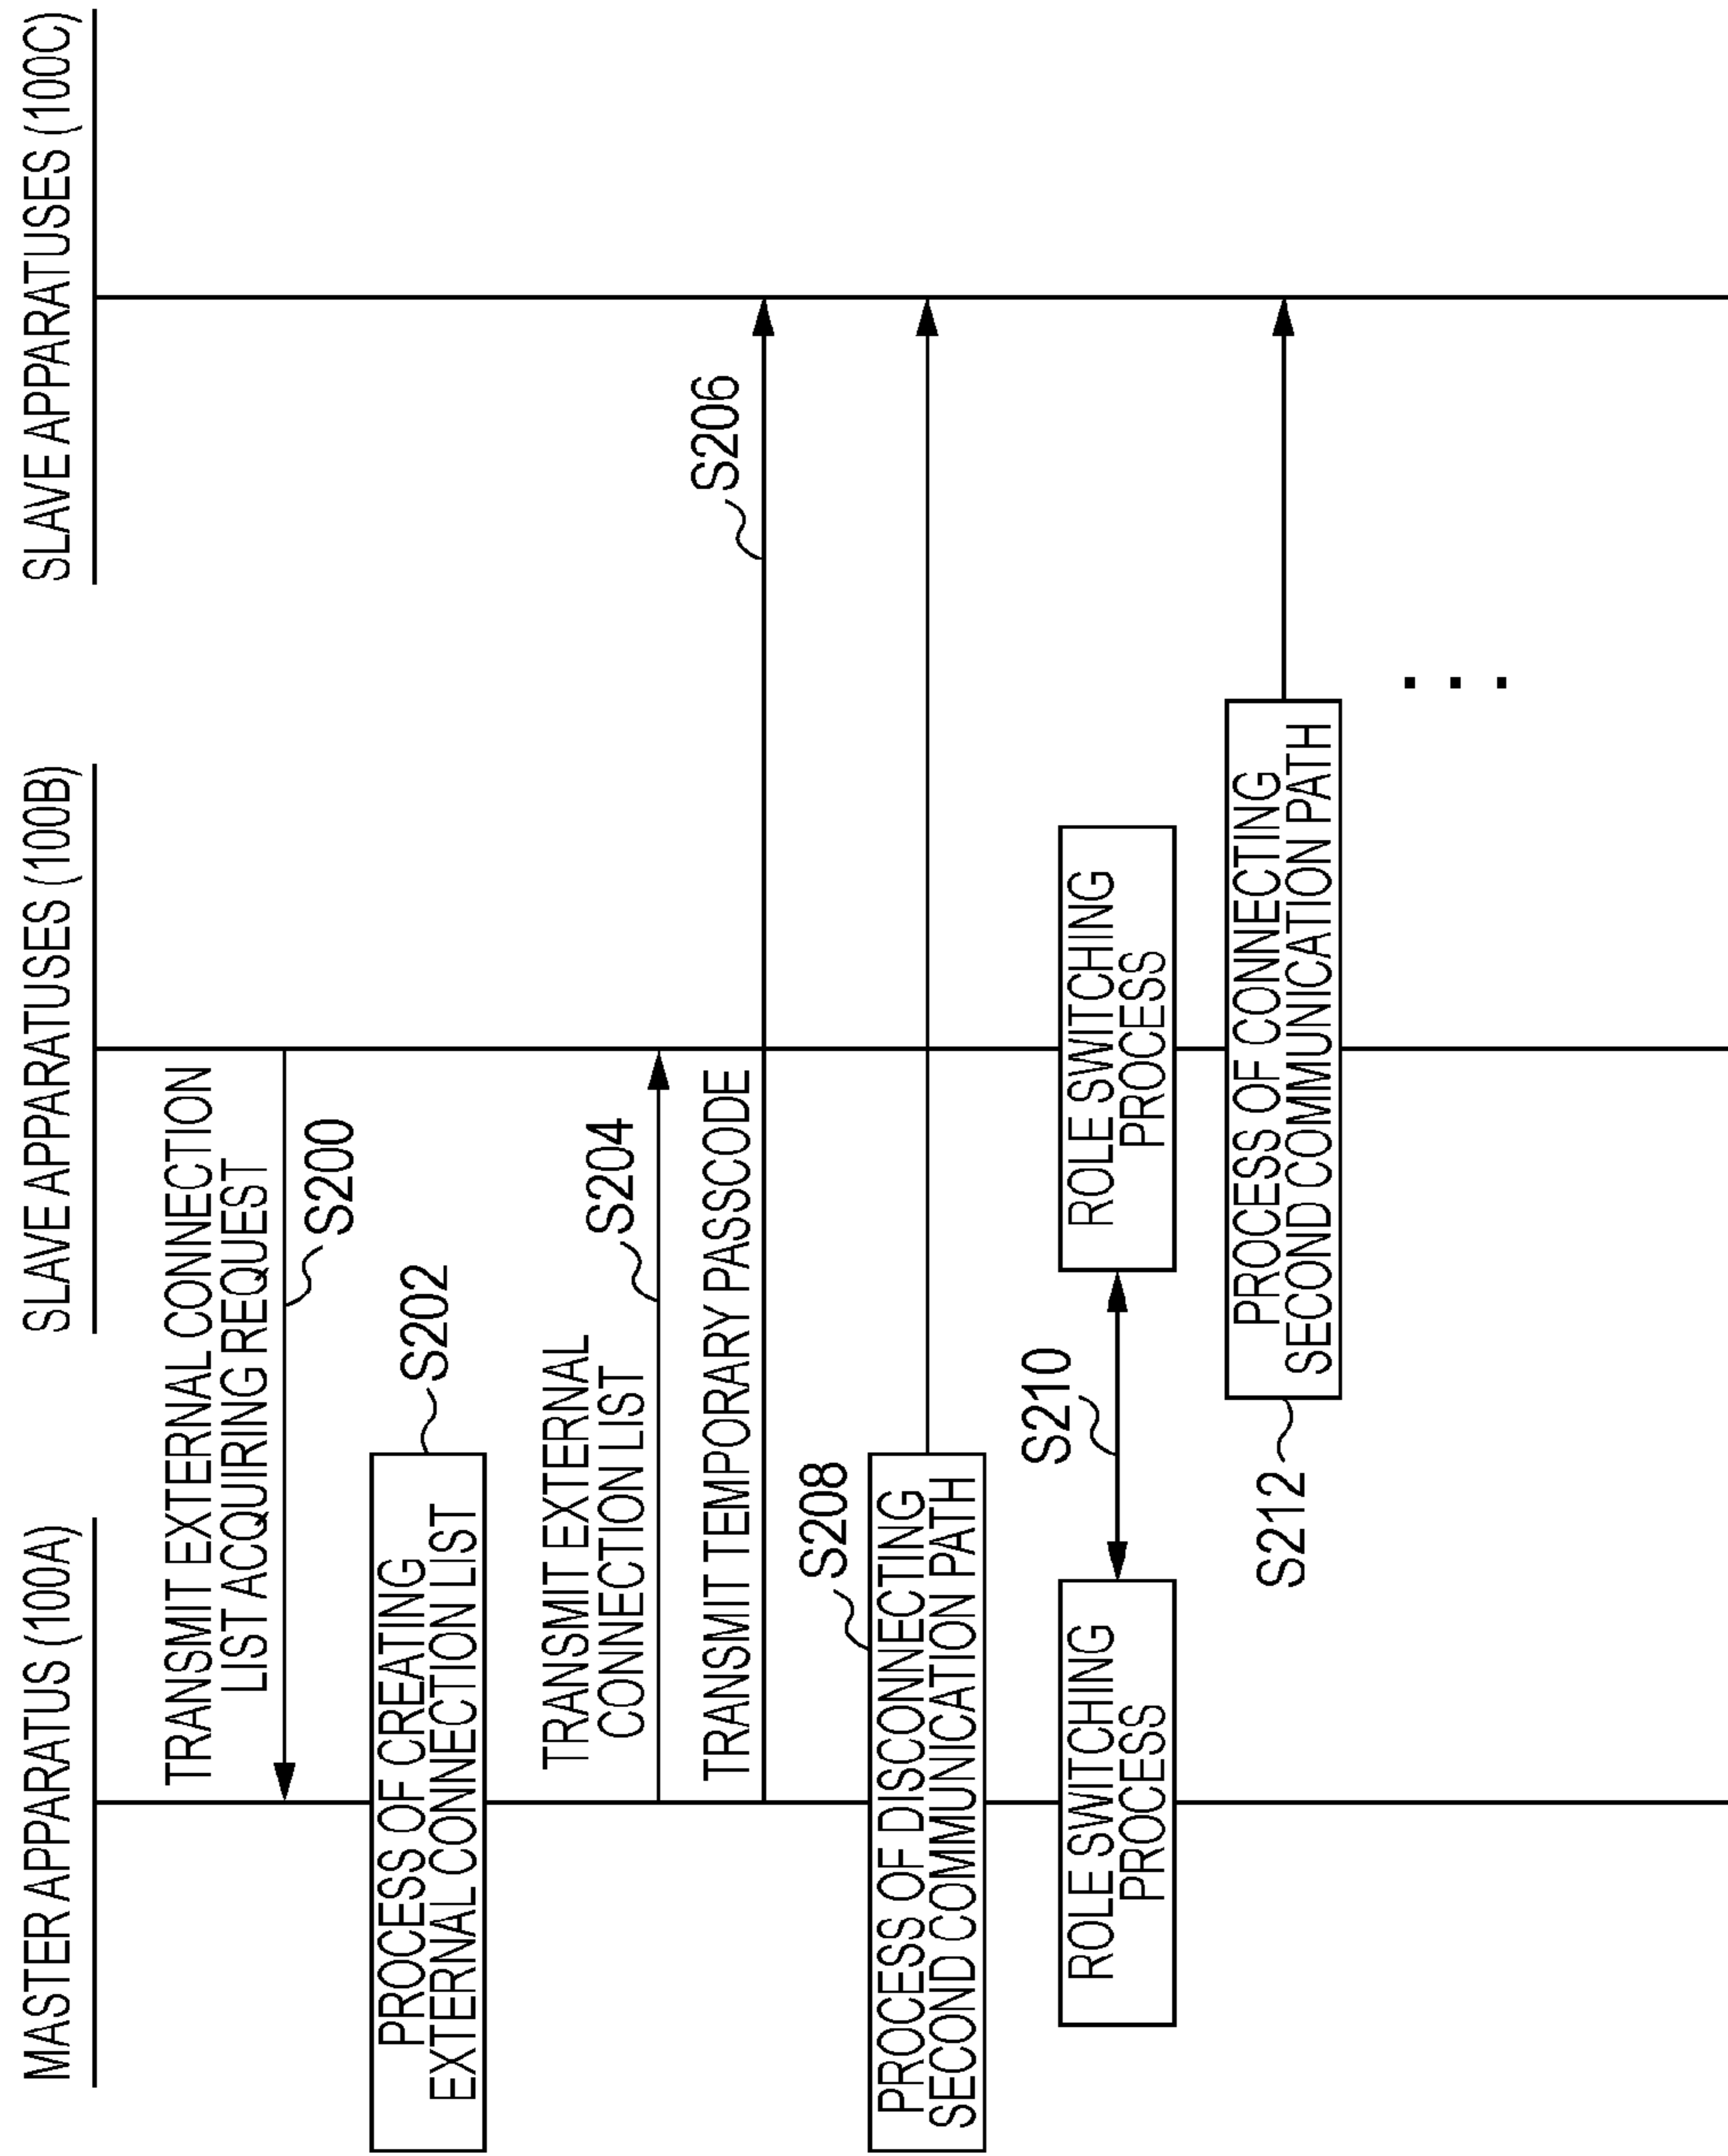 MASTER APPARATUS (100A)
SLAVE APPARATUSES (100B)
SLAVE APPARATUSES (100C)
TRANSMIT EXTERNAL CONNECTION
LIST ACQUIRING REQUEST
S200
PROCESS OF CREATING
EXTERNAL CONNECTION LIST
S202
TRANSMIT EXTERNAL
CONNECTION LIST
S204
TRANSMIT TEMPORARY PASSCODE
S206
S208
PROCESS OF DISCONNECTING
SECOND COMMUNICATION PATH
S210
ROLE SWITCHING
PROCESS
ROLE SWITCHING
PROCESS
S212
PROCESS OF CONNECTING
SECOND COMMUNICATION PATH
...